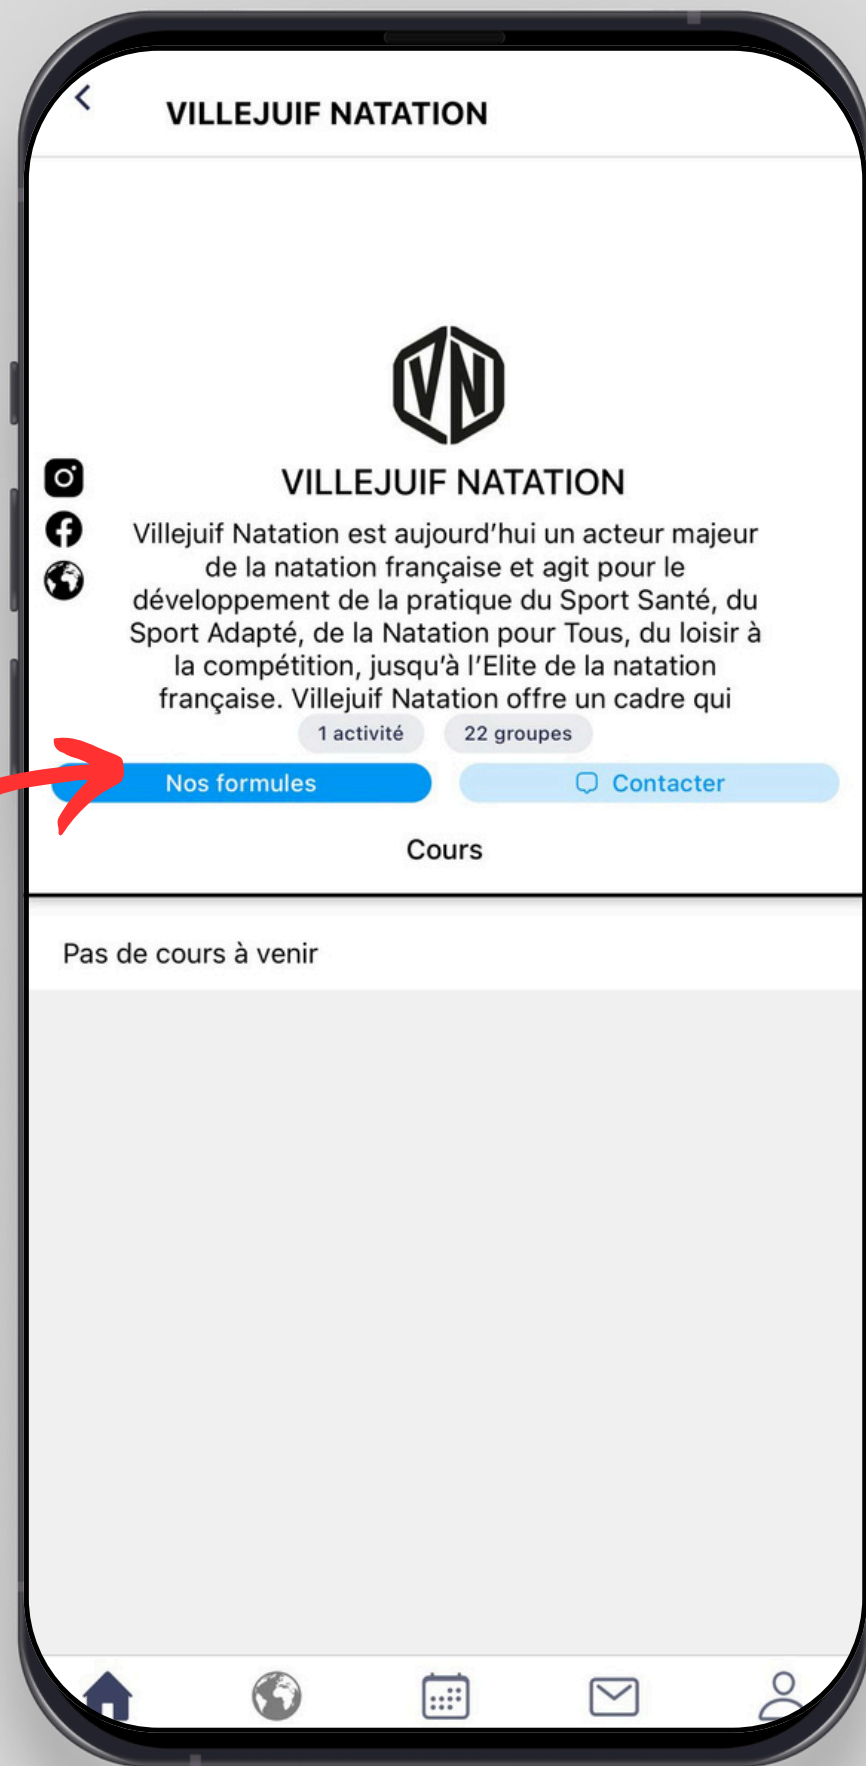 VILLEJUIF NATATION
VN
VILLEJUIF NATATION
Villejuif Natation est aujourd’hui un acteur majeur
de la natation française et agit pour le
développement de la pratique du Sport Santé, du
Sport Adapté, de la Natation pour Tous, du loisir à
la compétition, jusqu’à l’Elite de la natation
française. Villejuif Natation offre un cadre qui
1 activité 22 groupes
Nos formules Contacter
Cours
Pas de cours à venir